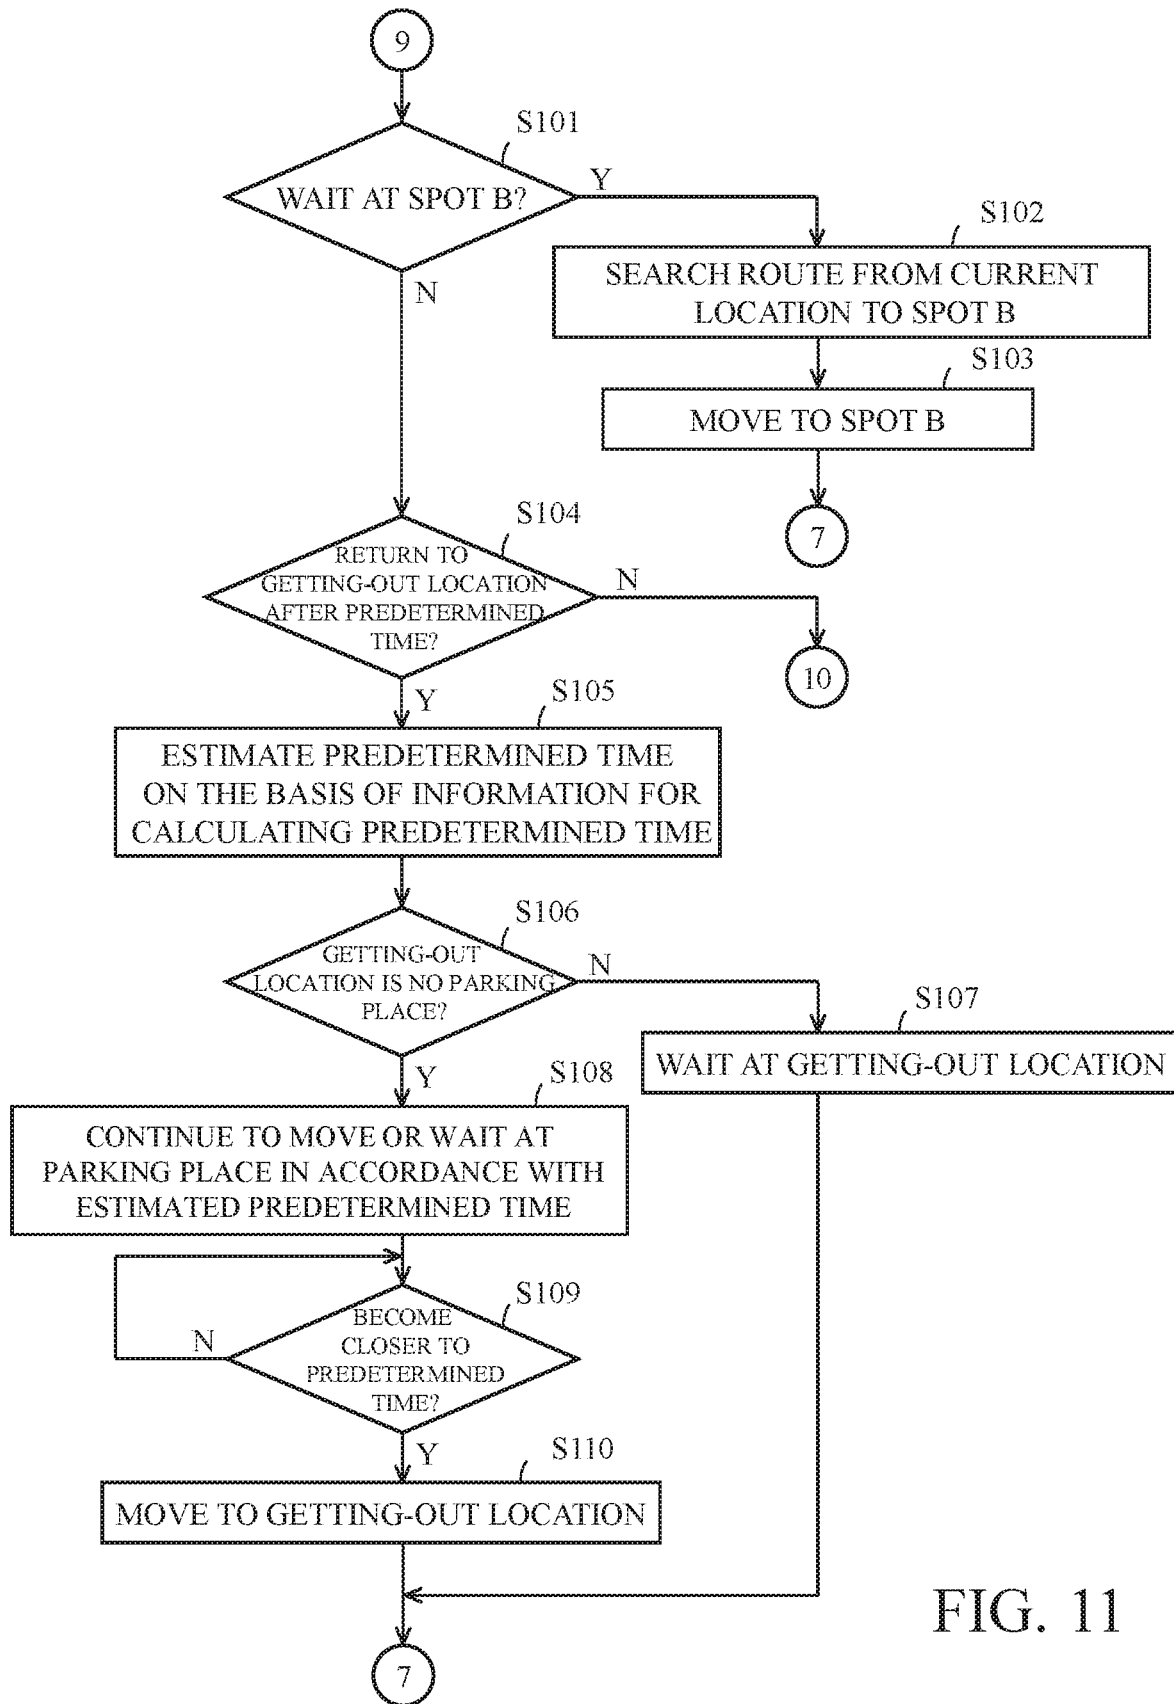 9
S101
WAIT AT SPOT B?
Y
N
S102
SEARCH ROUTE FROM CURRENT
LOCATION TO SPOT B
S103
MOVE TO SPOT B
7
S104
RETURN TO
GETTING-OUT LOCATION
AFTER PREDETERMINED
TIME?
N
10
Y
S105
ESTIMATE PREDETERMINED TIME
ON THE BASIS OF INFORMATION FOR
CALCULATING PREDETERMINED TIME
S106
GETTING-OUT
LOCATION IS NO PARKING
PLACE?
N
S107
WAIT AT GETTING-OUT LOCATION
Y
S108
CONTINUE TO MOVE OR WAIT AT
PARKING PLACE IN ACCORDANCE WITH
ESTIMATED PREDETERMINED TIME
S109
BECOME
CLOSER TO
PREDETERMINED
TIME?
N
Y
S110
MOVE TO GETTING-OUT LOCATION
7
FIG. 11